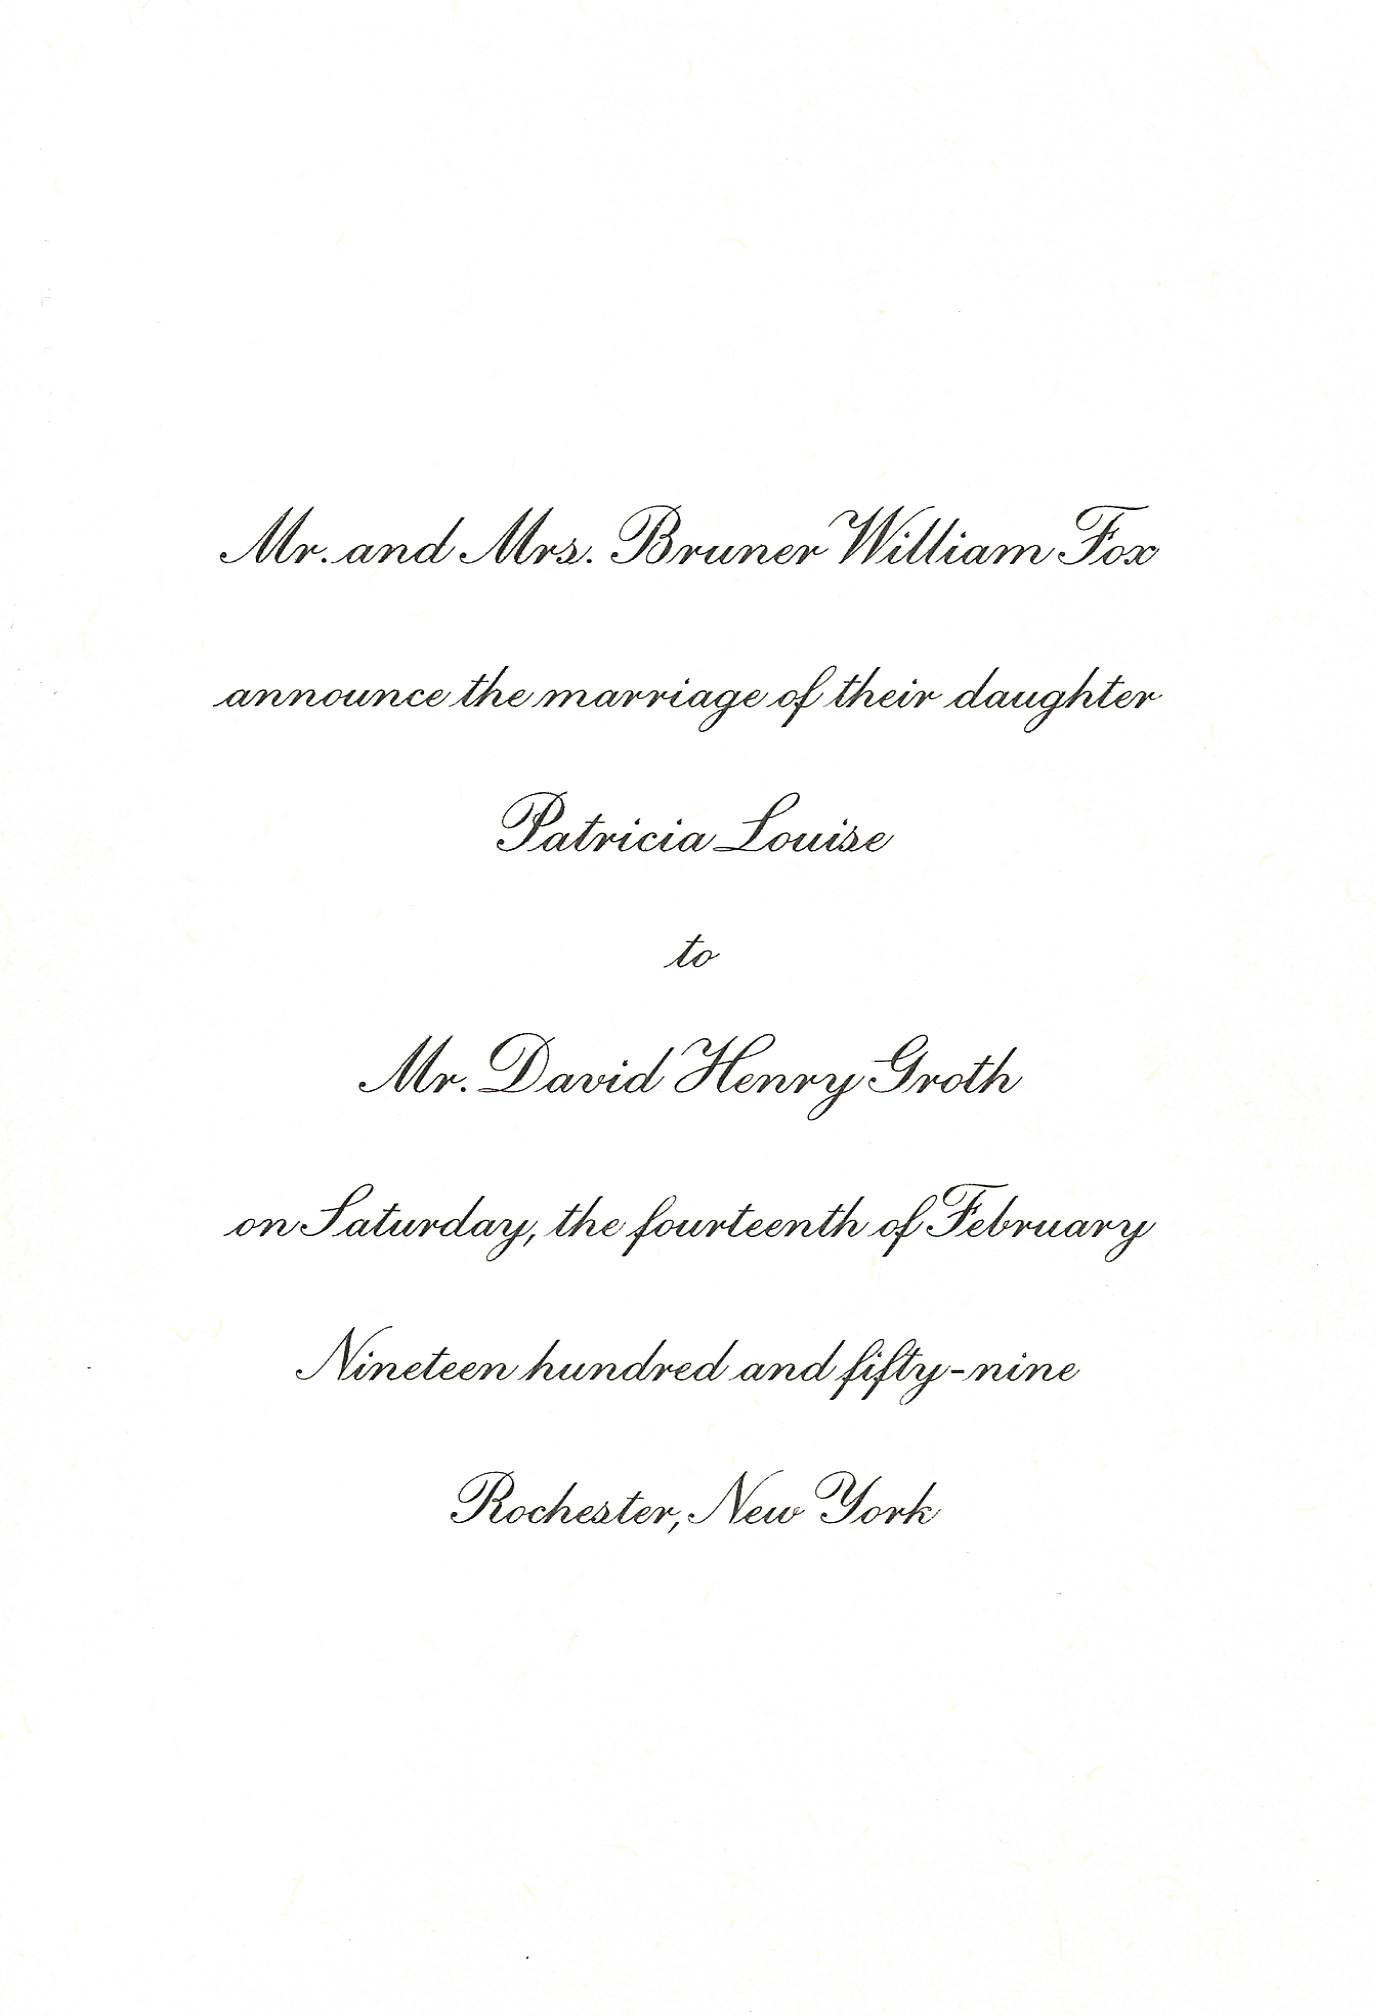 Mr. and Mrs. Bruner William Fox
announce the marriage of their daughter
Patricia Louise
to
Mr. David Henry Groth
on Saturday, the fourteenth of February
Nineteen hundred and fifty-nine
Rochester, New York